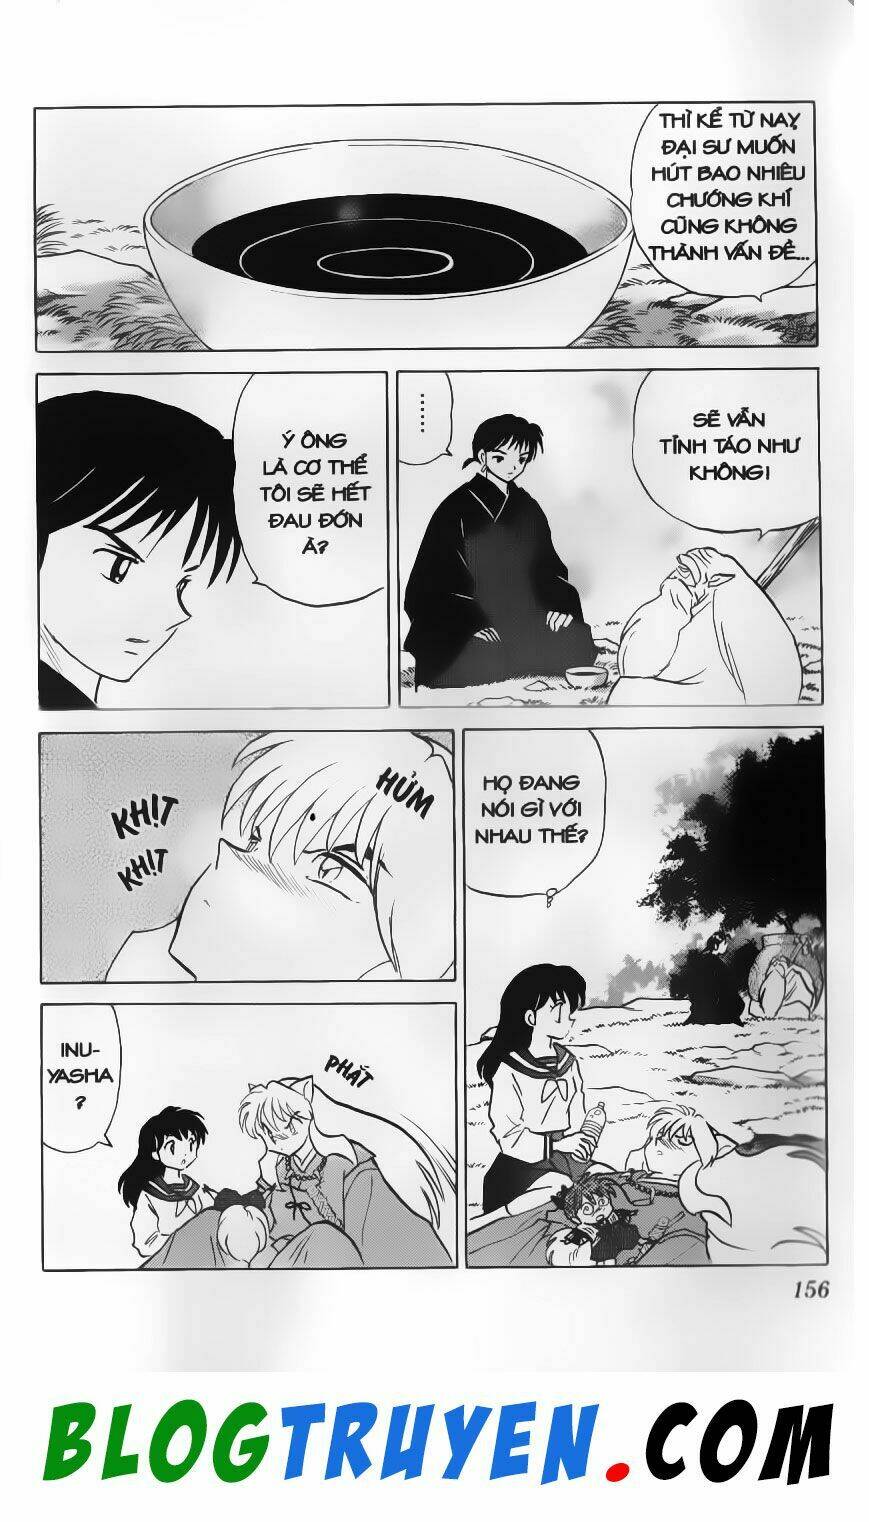 THÌ KỂ TỪ NAY,
ĐẠI SƯ MUỐN
HÚT BAO NHIÊU
CHƯỚNG KHÍ
CŨNG KHÔNG
THÀNH VẤN ĐỀ...
Ý ÔNG
LÀ CƠ THỂ
TÔI SẼ HẾT
ĐAU ĐỚN
À?
......
SẼ VẪN
TỈNH TÁO NHƯ
KHÔNG!
HỬM
KHỊT
KHỊT
HỌ ĐANG
NÓI GÌ VỚI
NHAU THẾ?
INU-
YASHA
?
PHẮT
156
BLOGTRUYEN.COM